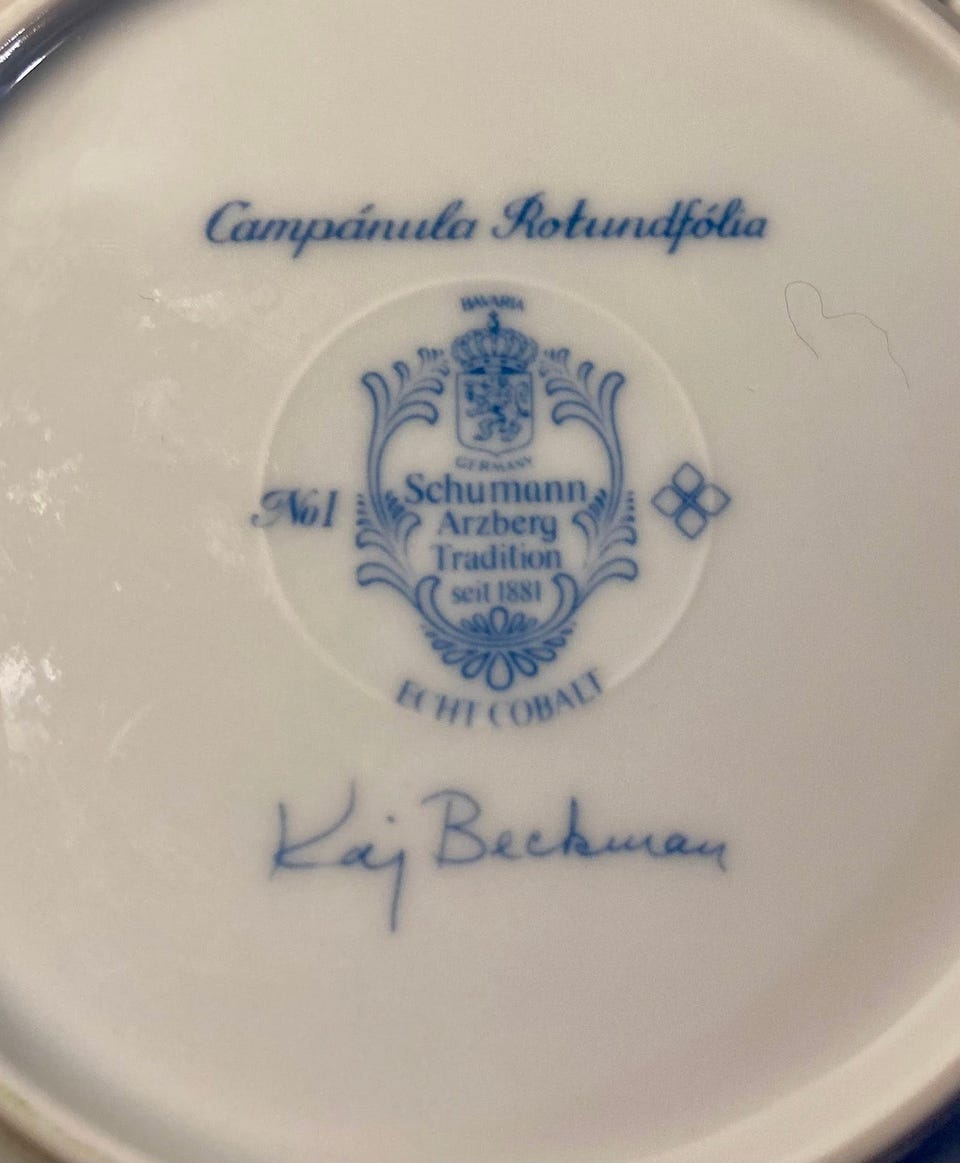 Campánula Rotundfólia
BAVARIA
GERMANY
No1
Schumann
Arzberg
Tradition
seit 1881
ECHT COBALT
Kaj Beckman